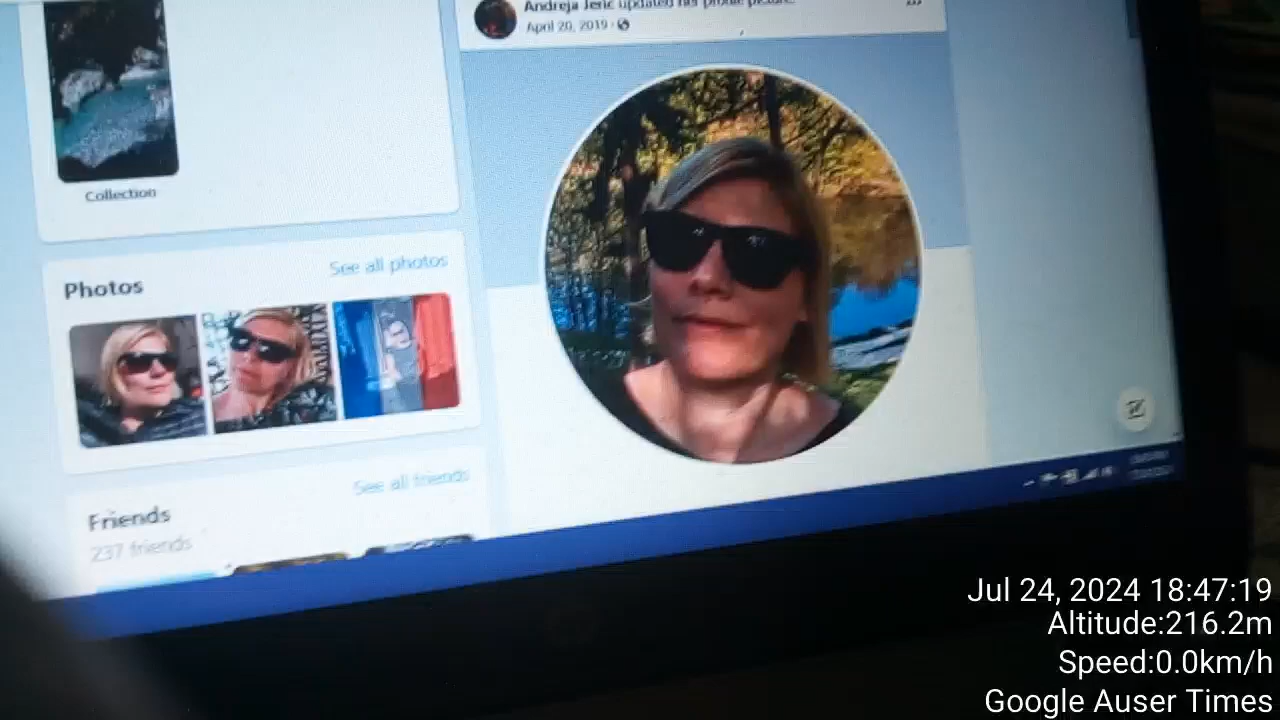 Andreja Jeric updated her profile picture.
April 20, 2019
Collection
Photos
See all photos
Friends
See all friends
237 friends
Jul 24, 2024 18:47:19
Altitude:216.2m
Speed:0.0km/h
Google Auser Times